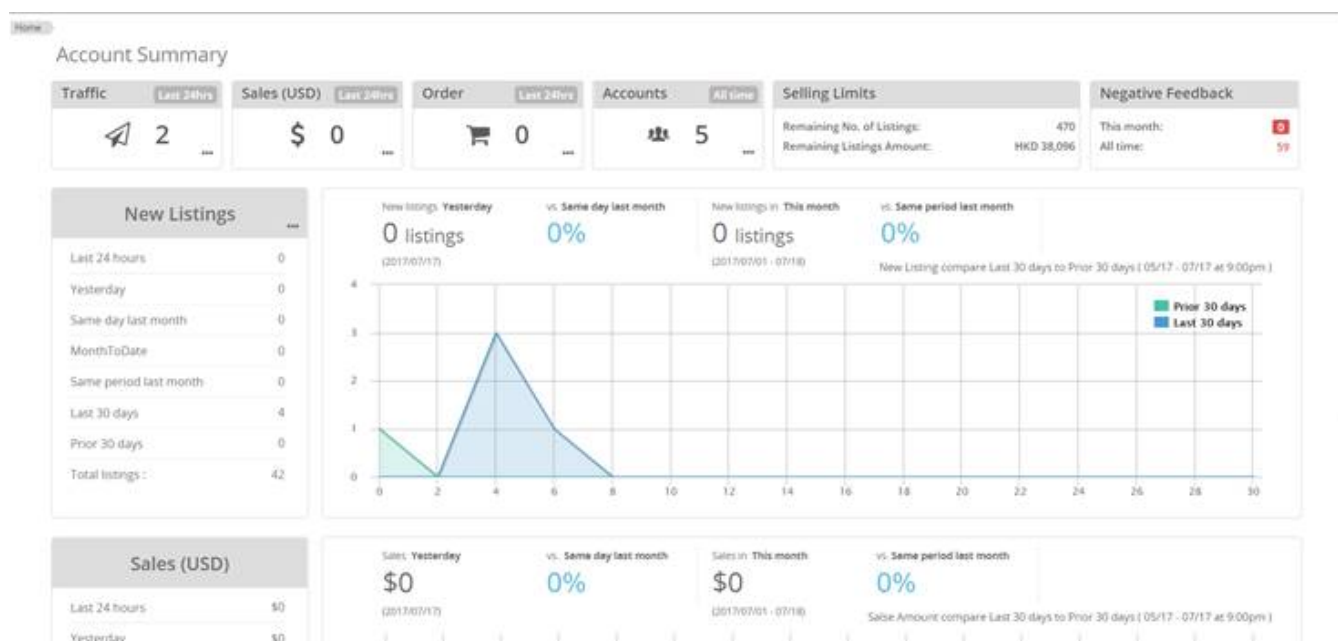 Home
Account Summary
Traffic Last 24hrs
2
...
Sales (USD) Last 24hrs
$ 0
...
Order Last 24hrs
0
...
Accounts All time
5
...
Selling Limits
Remaining No. of Listings: 470
Remaining Listings Amount: HKD 38,096
Negative Feedback
This month: 0
All time: 59
New Listings
...
Last 24 hours 0
Yesterday 0
Same day last month 0
MonthToDate 0
Same period last month 0
Last 30 days 4
Prior 30 days 0
Total listings : 42
New listings Yesterday
0 listings
(2017/07/17)
vs. Same day last month
0%
New listings in This month
0 listings
(2017/07/01 - 07/18)
vs. Same period last month
0%
New Listing compare Last 30 days to Prior 30 days ( 05/17 - 07/17 at 9:00pm )
Prior 30 days
Last 30 days
4
3
2
1
0
0 2 4 6 8 10 12 14 16 18 20 22 24 26 28 30
Sales (USD)
Last 24 hours $0
Yesterday $0
Sales Yesterday
$0
(2017/07/17)
vs. Same day last month
0%
Sales in This month
$0
(2017/07/01 - 07/18)
vs. Same period last month
0%
Salse Amount compare Last 30 days to Prior 30 days ( 05/17 - 07/17 at 9:00pm )